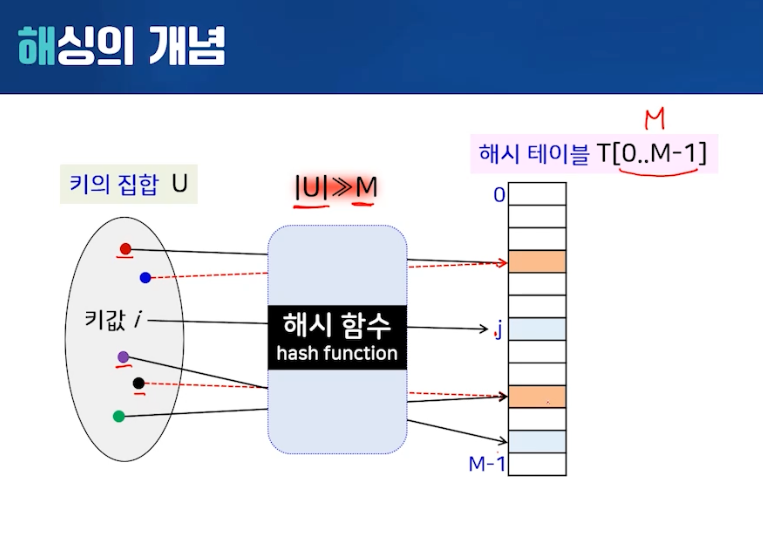 해싱의 개념
M
해시 테이블 T[0..M-1]
키의 집합 U
|U|≫M
0
키값 i
해시 함수
hash function
j
M-1